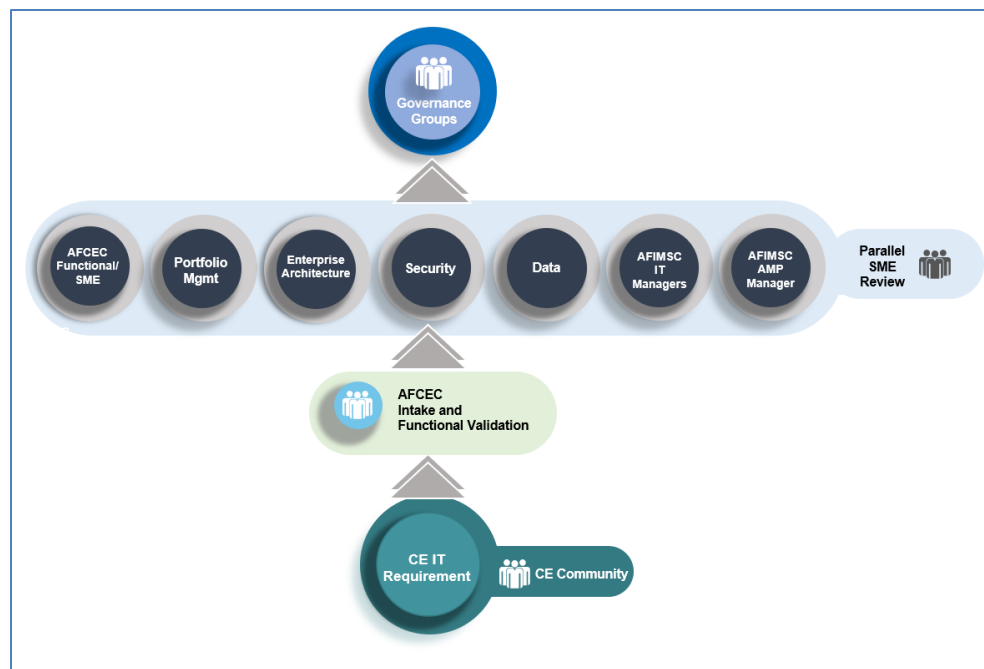 Governance
Groups
AFCEC
Functional/
SME
Portfolio
Mgmt
Enterprise
Architecture
Security
Data
AFIMSC
IT
Managers
AFIMSC
AMP
Manager
Parallel
SME
Review
AFCEC
Intake and
Functional Validation
CE IT
Requirement
CE Community